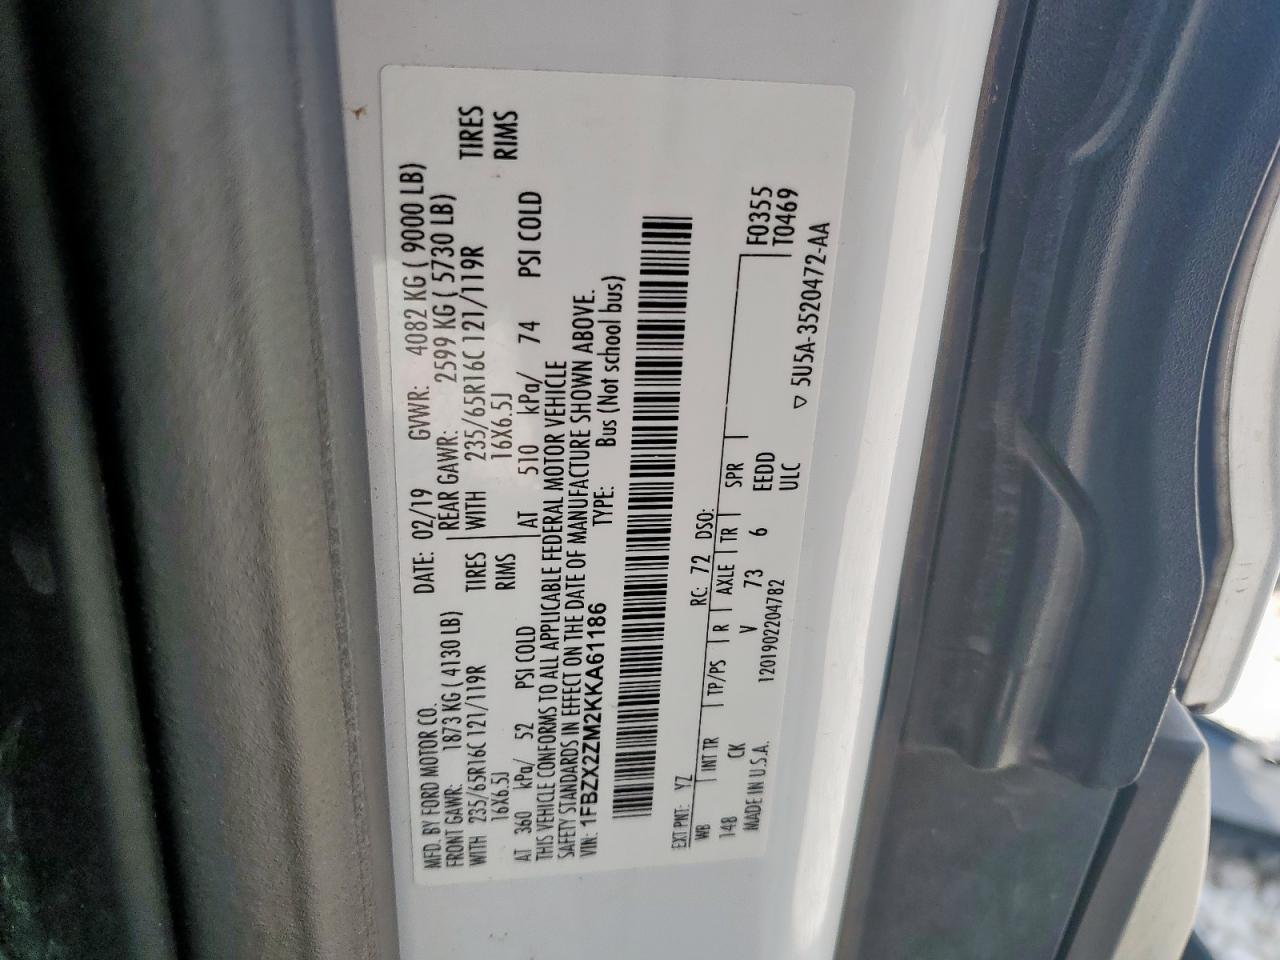 MFD. BY FORD MOTOR CO.
DATE: 02/19 GVWR: 4082 KG ( 9000 LB)
FRONT GAWR: 1873 KG ( 4130 LB) REAR GAWR: 2599 KG ( 5730 LB)
WITH 235/65R16C 121/119R TIRES WITH 235/65R16C 121/119R TIRES
16X6.5J RIMS 16X6.5J RIMS
AT 360 kPa/ 52 PSI COLD AT 510 kPa/ 74 PSI COLD
THIS VEHICLE CONFORMS TO ALL APPLICABLE FEDERAL MOTOR VEHICLE
SAFETY STANDARDS IN EFFECT ON THE DATE OF MANUFACTURE SHOWN ABOVE.
VIN: 1FBZX2ZM2KKA61186 TYPE: Bus (Not school bus)
EXT PNT: YZ RC: 72 DSO:
WB INT TR TP/PS R AXLE TR SPR
148 CK V 73 6 EEDD F0355
ULC T0469
MADE IN U.S.A. 1201902204782 ▽ 5U5A-3520472-AA